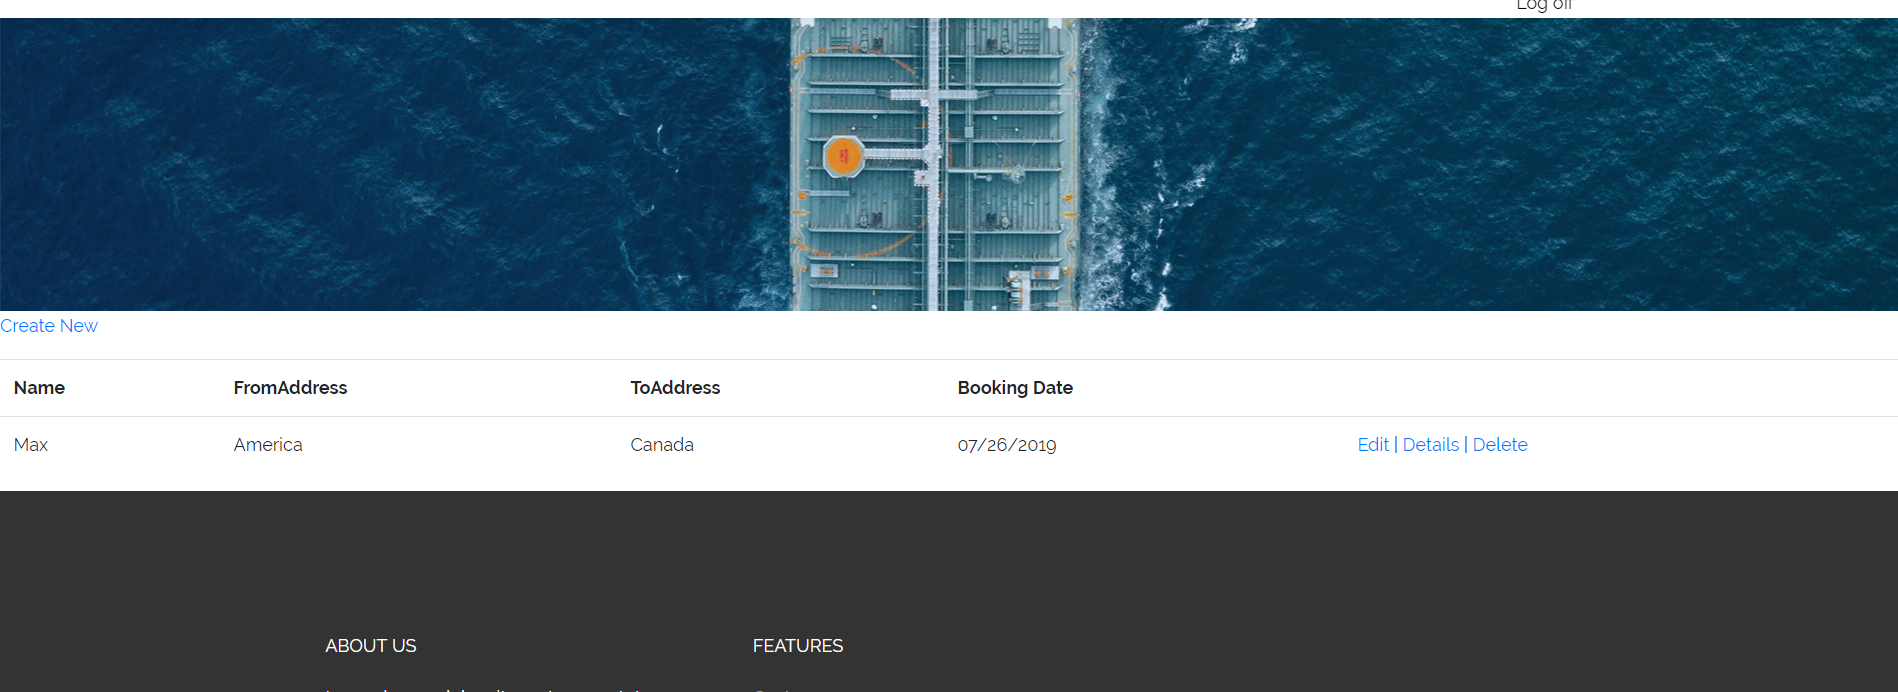 Log off
Create New
Name FromAddress ToAddress Booking Date
Max America Canada 07/26/2019 Edit | Details | Delete
ABOUT US FEATURES